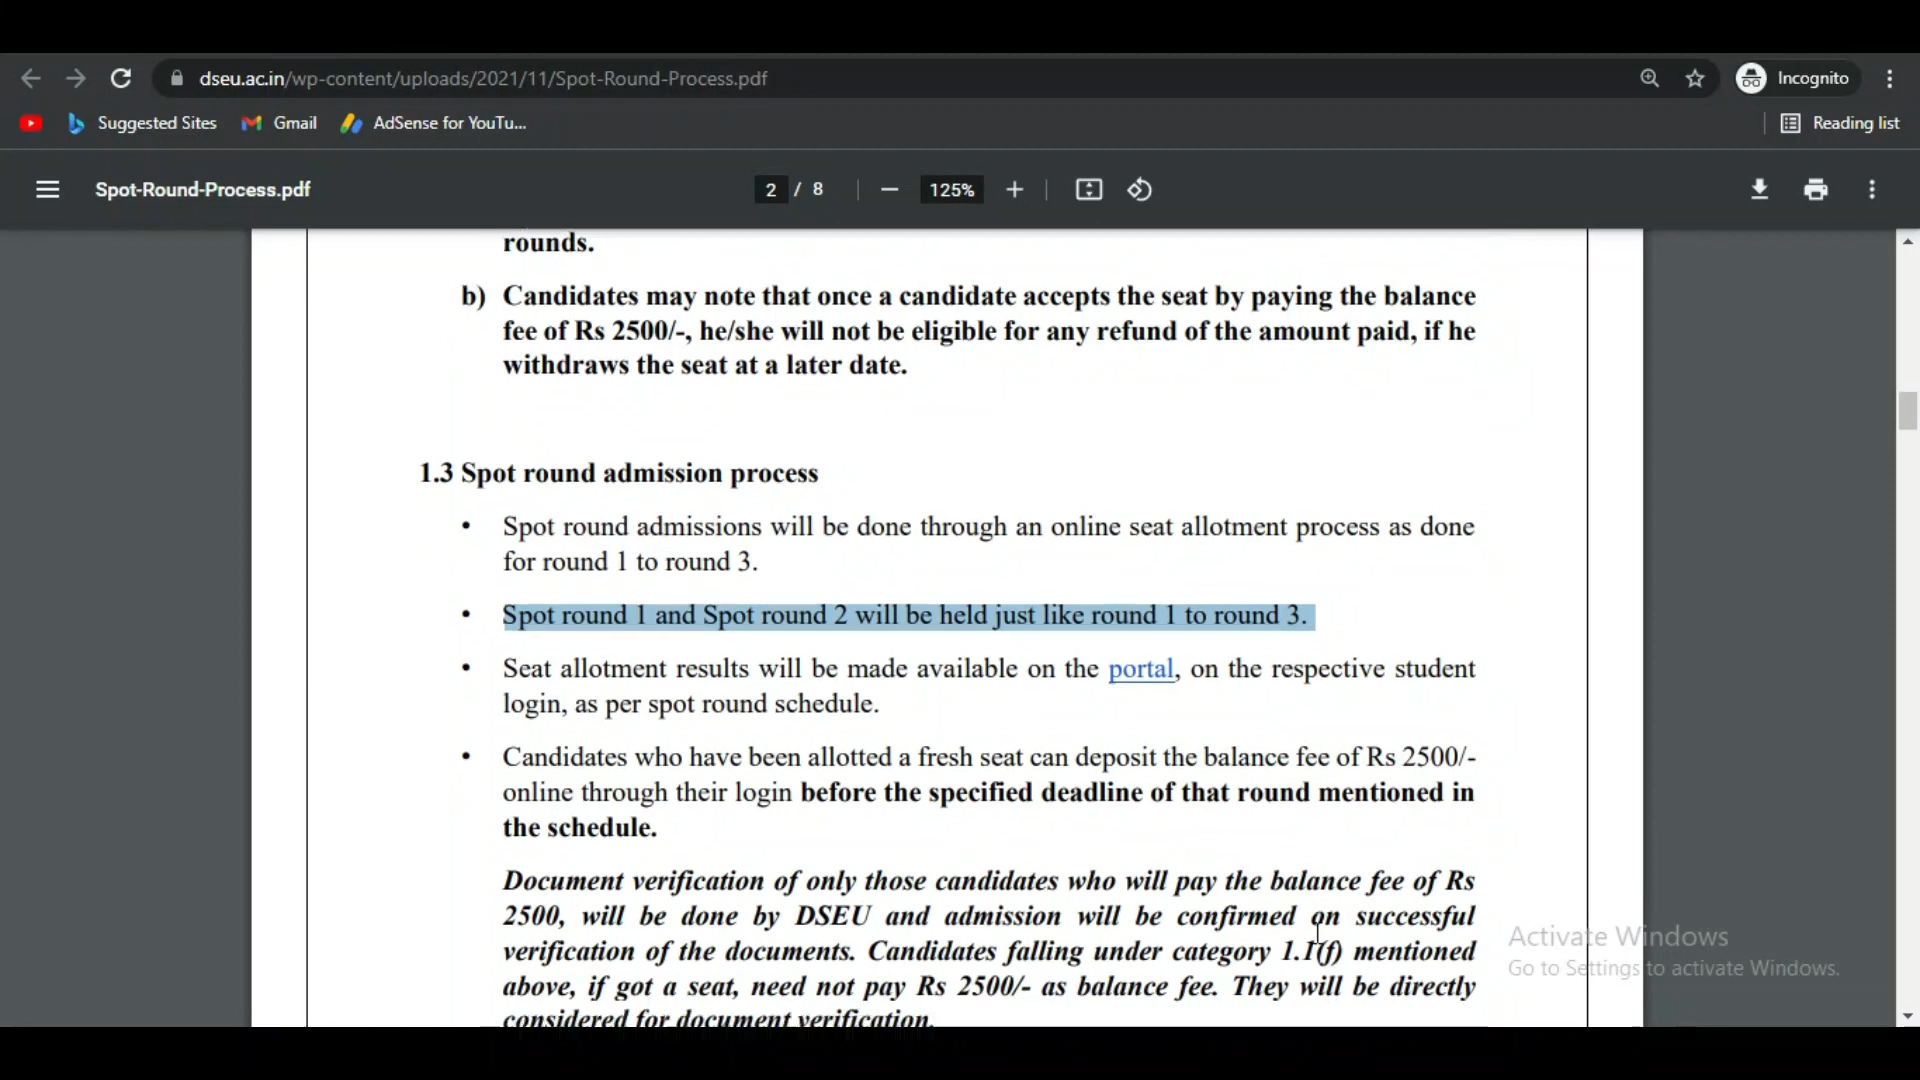 dseu.ac.in/wp-content/uploads/2021/11/Spot-Round-Process.pdf
Incognito
Suggested Sites
Gmail
AdSense for YouTu...
Reading list
Spot-Round-Process.pdf
2 / 8
125%
rounds.
b) Candidates may note that once a candidate accepts the seat by paying the balance
fee of Rs 2500/-, he/she will not be eligible for any refund of the amount paid, if he
withdraws the seat at a later date.
1.3 Spot round admission process
• Spot round admissions will be done through an online seat allotment process as done
for round 1 to round 3.
• Spot round 1 and Spot round 2 will be held just like round 1 to round 3.
• Seat allotment results will be made available on the portal, on the respective student
login, as per spot round schedule.
• Candidates who have been allotted a fresh seat can deposit the balance fee of Rs 2500/-
online through their login before the specified deadline of that round mentioned in
the schedule.
Document verification of only those candidates who will pay the balance fee of Rs
2500, will be done by DSEU and admission will be confirmed on successful
verification of the documents. Candidates falling under category 1.1(f) mentioned
above, if got a seat, need not pay Rs 2500/- as balance fee. They will be directly
considered for document verification.
Activate Windows
Go to Settings to activate Windows.